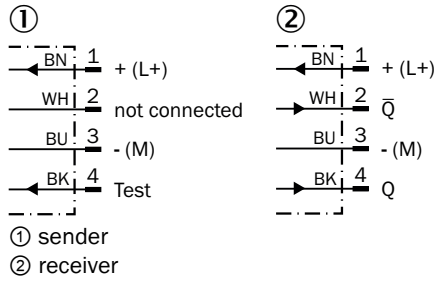 ① ②
BN 1 + (L+)
WH 2 not connected
BU 3 - (M)
BK 4 Test
BN 1 + (L+)
WH 2 Q̅
BU 3 - (M)
BK 4 Q
① sender
② receiver